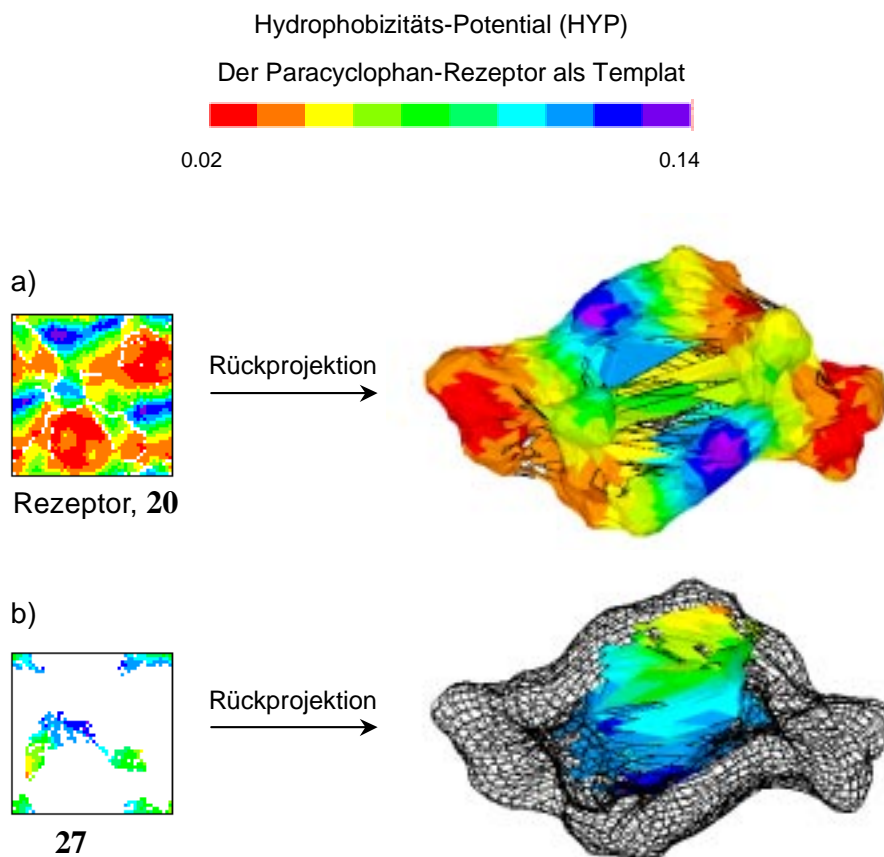 Hydrophobizitäts-Potential (HYP)
Der Paracyclophan-Rezeptor als Templat
0.02 0.14
a)
Rückprojektion
Rezeptor, 20
b)
Rückprojektion
27